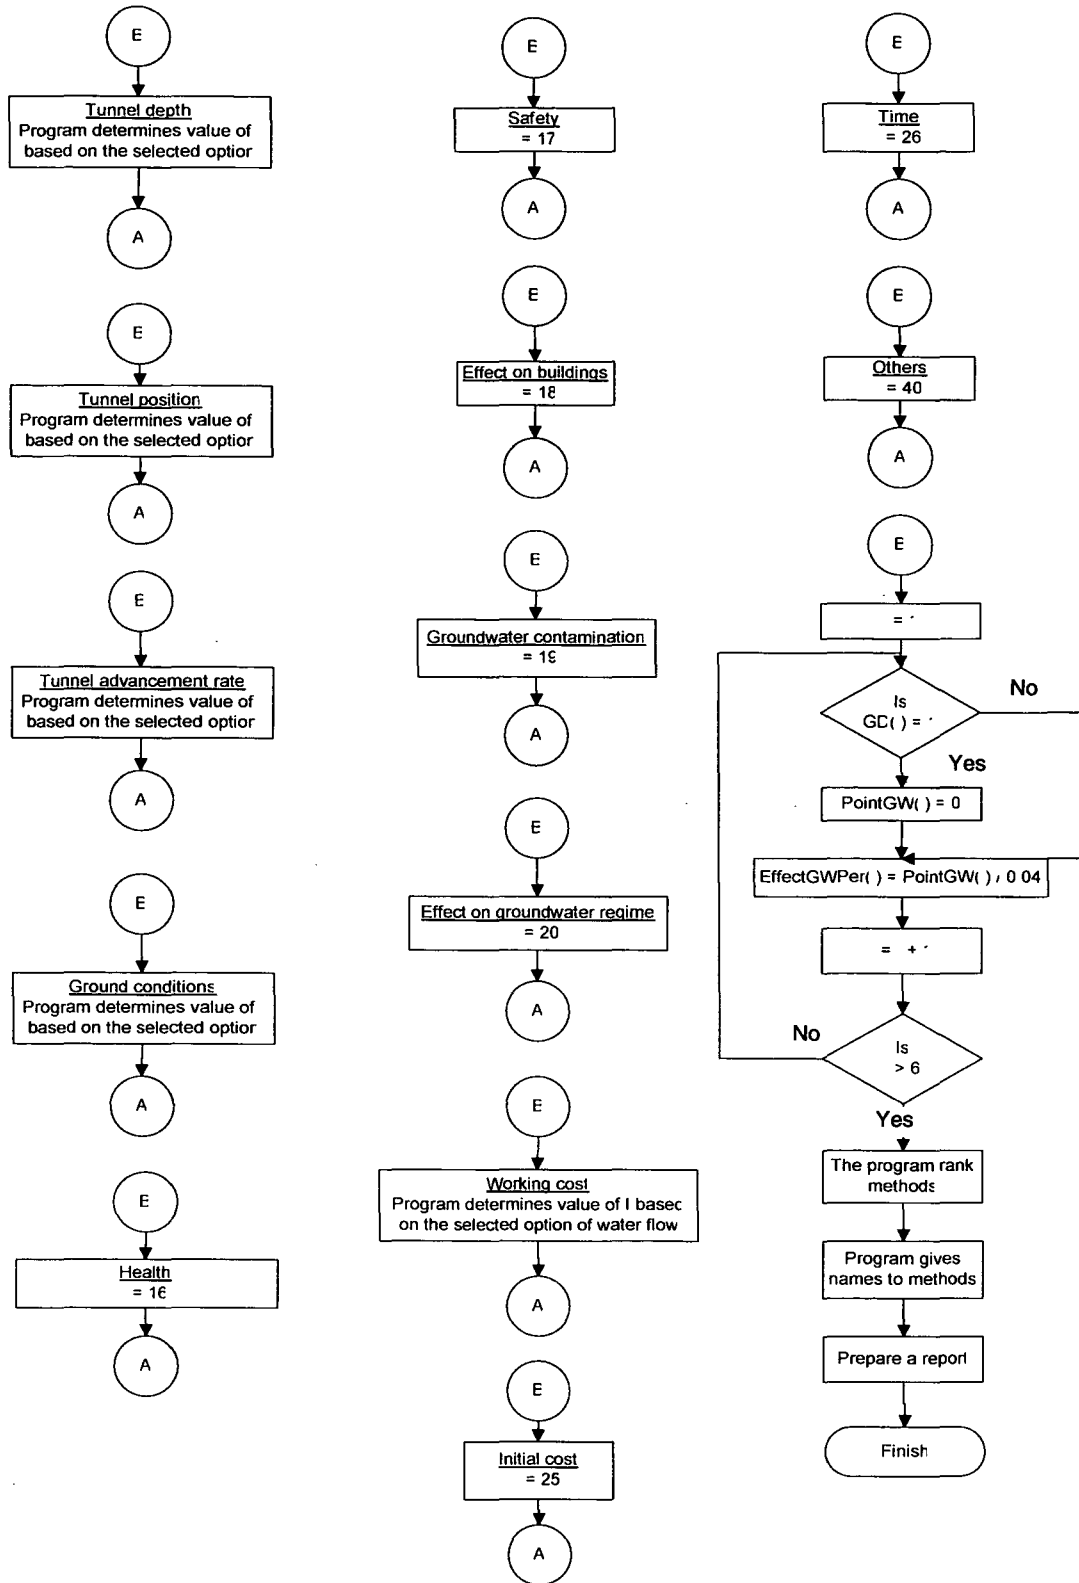 E
Tunnel depth
Program determines value of
based on the selected optior
A
E
Tunnel position
Program determines value of
based on the selected optior
A
E
Tunnel advancement rate
Program determines value of
based on the selected optior
A
E
Ground conditions
Program determines value of
based on the selected optior
A
E
Health
= 16
A
E
Safety
= 17
A
E
Effect on buildings
= 18
A
E
Groundwater contamination
= 19
A
E
Effect on groundwater regime
= 20
A
E
Working cost
Program determines value of I based
on the selected option of water flow
A
E
Initial cost
= 25
A
E
Time
= 26
A
E
Others
= 40
A
E
=
Is
GD( ) =
No
Yes
PointGW( ) = 0
EffectGWPer( ) = PointGW( ) / 0 04
= +
Is
> 6
No
Yes
The program rank
methods
Program gives
names to methods
Prepare a report
Finish